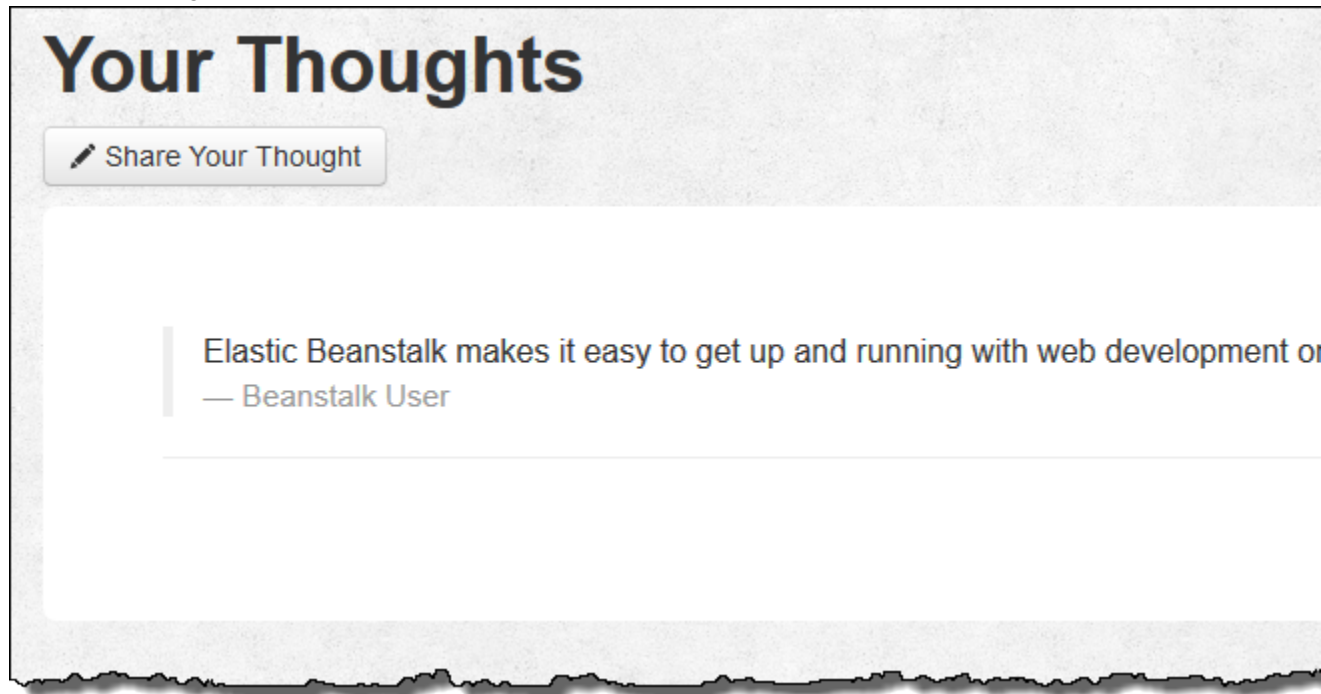 Your Thoughts
Share Your Thought
Elastic Beanstalk makes it easy to get up and running with web development
— Beanstalk User